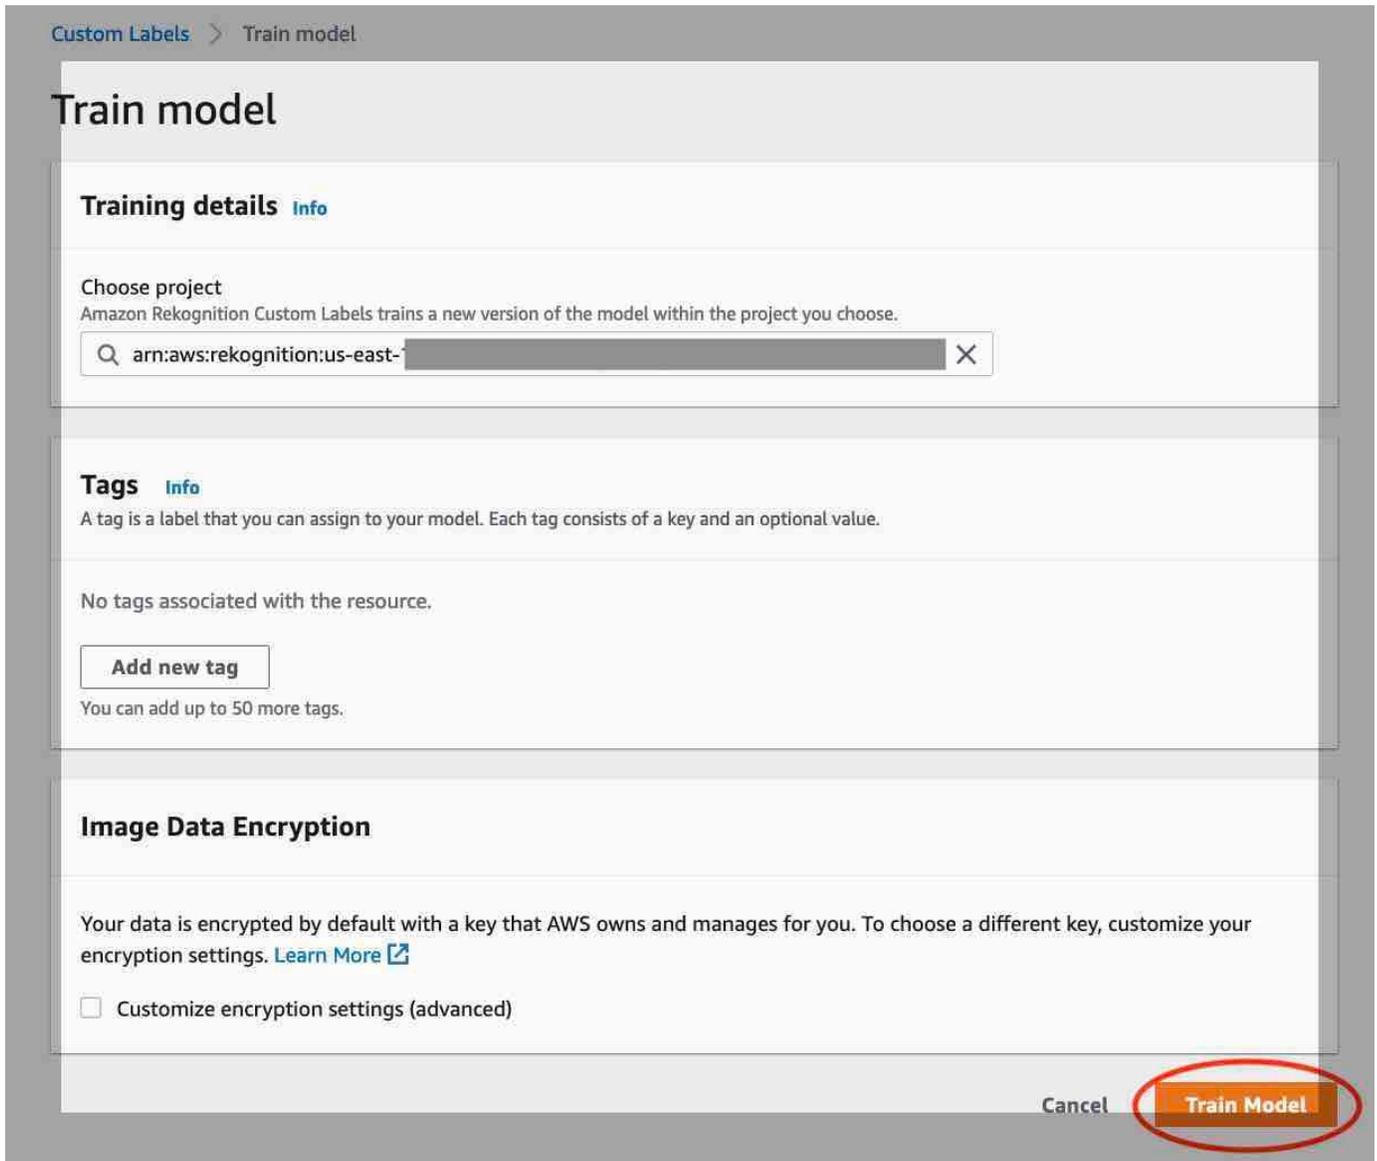 Custom Labels > Train model
Train model
Training details Info
Choose project
Amazon Rekognition Custom Labels trains a new version of the model within the project you choose.
arn:aws:rekognition:us-east-
Tags Info
A tag is a label that you can assign to your model. Each tag consists of a key and an optional value.
No tags associated with the resource.
Add new tag
You can add up to 50 more tags.
Image Data Encryption
Your data is encrypted by default with a key that AWS owns and manages for you. To choose a different key, customize your
encryption settings. Learn More
Customize encryption settings (advanced)
Cancel Train Model